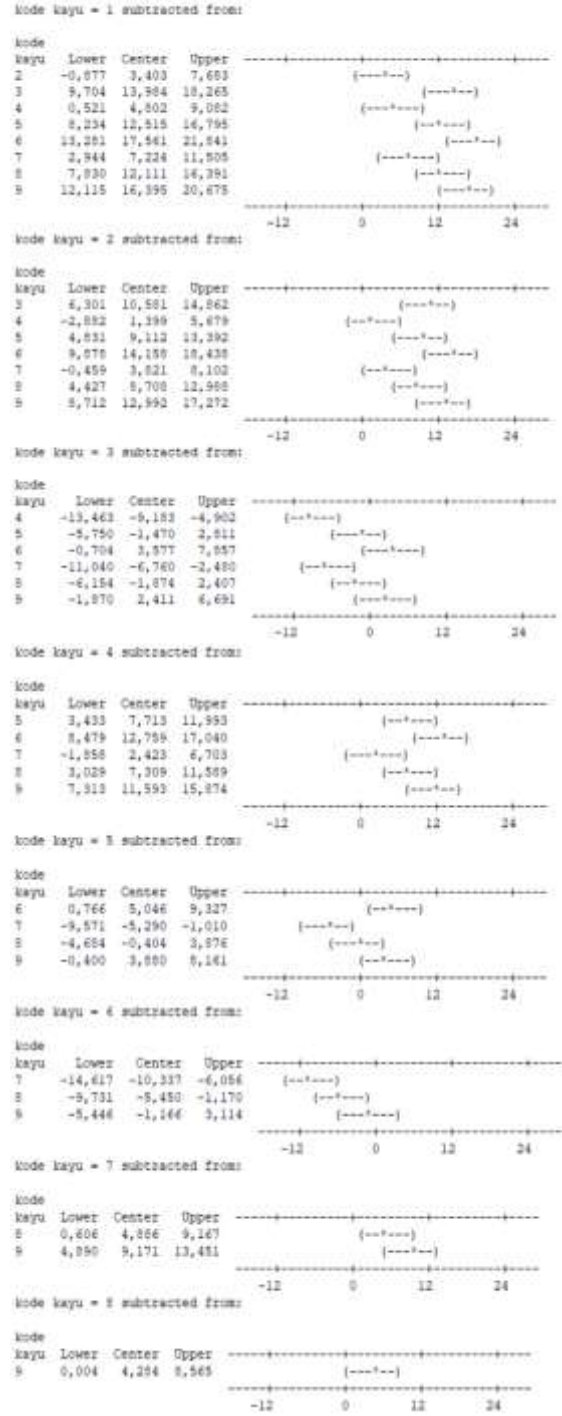 kode kayu = 1 subtracted from:
kode
kayu Lower Center Upper
2 -0,877 3,403 7,683
3 9,704 13,984 18,265
4 0,521 4,802 9,082
5 8,234 12,515 16,795
6 13,281 17,561 21,841
7 2,944 7,224 11,505
8 7,830 12,111 16,391
9 12,115 16,395 20,675
-12 0 12 24
kode kayu = 2 subtracted from:
kode
kayu Lower Center Upper
3 6,301 10,581 14,862
4 -2,882 1,399 5,679
5 4,831 9,112 13,392
6 9,878 14,158 18,438
7 -0,459 3,821 8,102
8 4,427 8,708 12,988
9 8,712 12,992 17,272
-12 0 12 24
kode kayu = 3 subtracted from:
kode
kayu Lower Center Upper
4 -13,463 -9,183 -4,902
5 -5,750 -1,470 2,811
6 -0,704 3,577 7,857
7 -11,040 -6,760 -2,480
8 -6,154 -1,874 2,407
9 -1,870 2,411 6,691
-12 0 12 24
kode kayu = 4 subtracted from:
kode
kayu Lower Center Upper
5 3,433 7,713 11,993
6 8,479 12,759 17,040
7 -1,858 2,423 6,703
8 3,029 7,309 11,589
9 7,313 11,593 15,874
-12 0 12 24
kode kayu = 5 subtracted from:
kode
kayu Lower Center Upper
6 0,766 5,046 9,327
7 -9,571 -5,290 -1,010
8 -4,684 -0,404 3,876
9 -0,400 3,880 8,161
-12 0 12 24
kode kayu = 6 subtracted from:
kode
kayu Lower Center Upper
7 -14,617 -10,337 -6,056
8 -9,731 -5,450 -1,170
9 -5,446 -1,166 3,114
-12 0 12 24
kode kayu = 7 subtracted from:
kode
kayu Lower Center Upper
8 0,606 4,886 9,167
9 4,890 9,171 13,451
-12 0 12 24
kode kayu = 8 subtracted from:
kode
kayu Lower Center Upper
9 0,004 4,284 8,565
-12 0 12 24